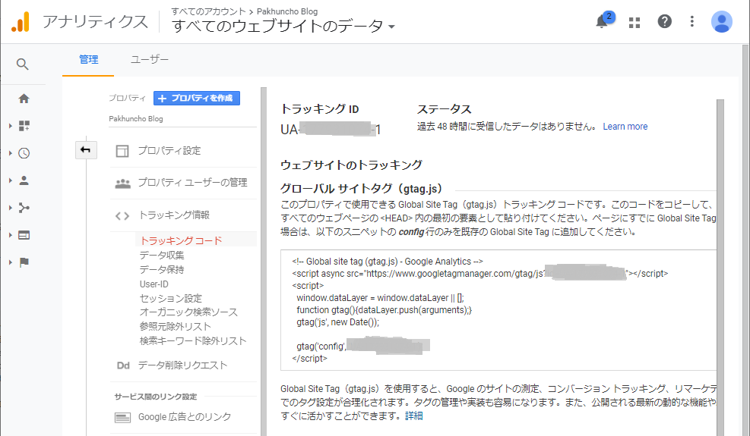 アナリティクス
すべてのアカウント > Pakhuncho Blog
すべてのウェブサイトのデータ
2
管理
ユーザー
プロパティ
+ プロパティを作成
Pakhuncho Blog
プロパティ設定
プロパティ ユーザーの管理
トラッキング情報
トラッキング コード
データ収集
データ保持
User-ID
セッション設定
オーガニック検索ソース
参照元除外リスト
検索キーワード除外リスト
Dd データ削除リクエスト
サービス間のリンク設定
Google 広告とのリンク
トラッキング ID
UA- -1
ステータス
過去 48 時間に受信したデータはありません。 Learn more
ウェブサイトのトラッキング
グローバル サイトタグ（gtag.js）
このプロパティで使用できる Global Site Tag（gtag.js）トラッキング コードです。このコードをコピーして、
すべてのウェブページの <HEAD> 内の最初の要素として貼り付けてください。ページにすでに Global Site Tag
場合は、以下のスニペットの config 行のみを既存の Global Site Tag に追加してください。
<!-- Global site tag (gtag.js) - Google Analytics -->
<script async src="https://www.googletagmanager.com/gtag/js? "></script>
<script>
window.dataLayer = window.dataLayer || [];
function gtag(){dataLayer.push(arguments);}
gtag('js', new Date());
gtag('config',
</script>
Global Site Tag（gtag.js）を使用すると、Google のサイトの測定、コンバージョン トラッキング、リマーケテ
でのタグ設定が合理化されます。タグの管理や実装も容易になります。また、公開される最新の動的な機能や
すぐに活かすことができます。詳細